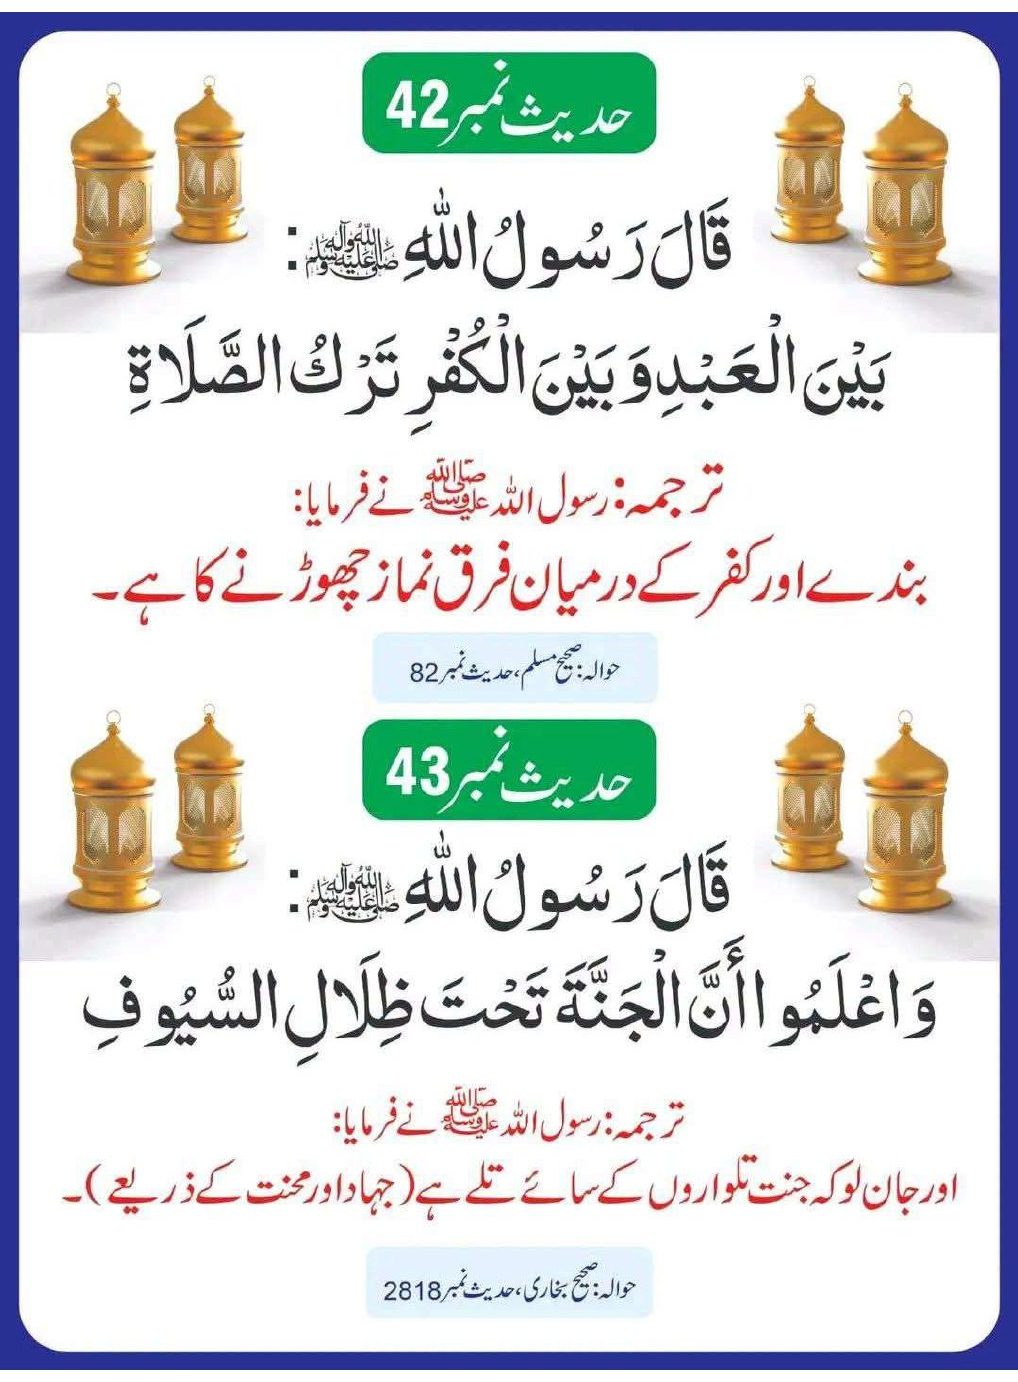 حدیث نمبر 42
قَالَ رَسُولُ اللّٰهِ ﷺ :
بَيْنَ الْعَبْدِ وَبَيْنَ الْكُفْرِ تَرْكُ الصَّلَاةِ
ترجمہ: رسول اللہ ﷺ نے فرمایا:
بندے اور کفر کے درمیان فرق نماز چھوڑنے کا ہے۔
حوالہ: صحیح مسلم، حدیث نمبر 82
حدیث نمبر 43
قَالَ رَسُولُ اللّٰهِ ﷺ :
وَاعْلَمُوا أَنَّ الْجَنَّةَ تَحْتَ ظِلَالِ السُّيُوفِ
ترجمہ: رسول اللہ ﷺ نے فرمایا:
اور جان لو کہ جنت تلواروں کے سائے تلے ہے (جہاد اور محنت کے ذریعے)۔
حوالہ: صحیح بخاری، حدیث نمبر 2818